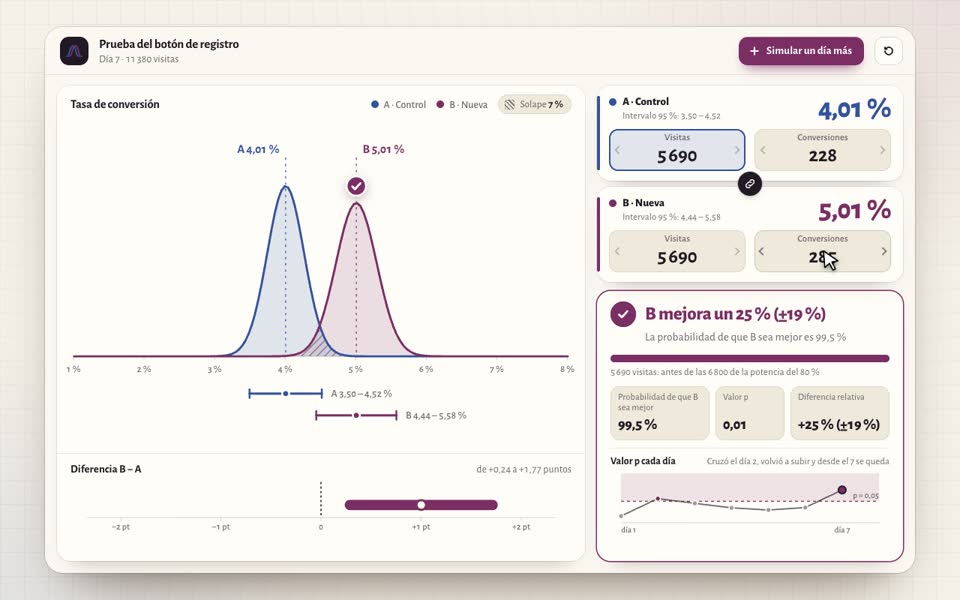 Prueba del botón de registro
Día 7 · 11 380 visitas
Simular un día más
Tasa de conversión
A · Control
B · Nueva
Solape 7 %
A 4,01 %
B 5,01 %
1 %
2 %
3 %
4 %
5 %
6 %
7 %
8 %
A 3,50 – 4,52 %
B 4,44 – 5,58 %
Diferencia B – A
de +0,24 a +1,77 puntos
−2 pt
−1 pt
0
+1 pt
+2 pt
A · Control
Intervalo 95 %: 3,50 – 4,52
4,01 %
Visitas
5 690
Conversiones
228
B · Nueva
Intervalo 95 %: 4,44 – 5,58
5,01 %
Visitas
5 690
Conversiones
B mejora un 25 % (±19 %)
La probabilidad de que B sea mejor es 99,5 %
5 690 visitas: antes de las 6 800 de la potencia del 80 %
Probabilidad de que B
sea mejor
99,5 %
Valor p
0,01
Diferencia relativa
+25 % (±19 %)
Valor p cada día
Cruzó el día 2, volvió a subir y desde el 7 se queda
p = 0,05
día 1
día 7